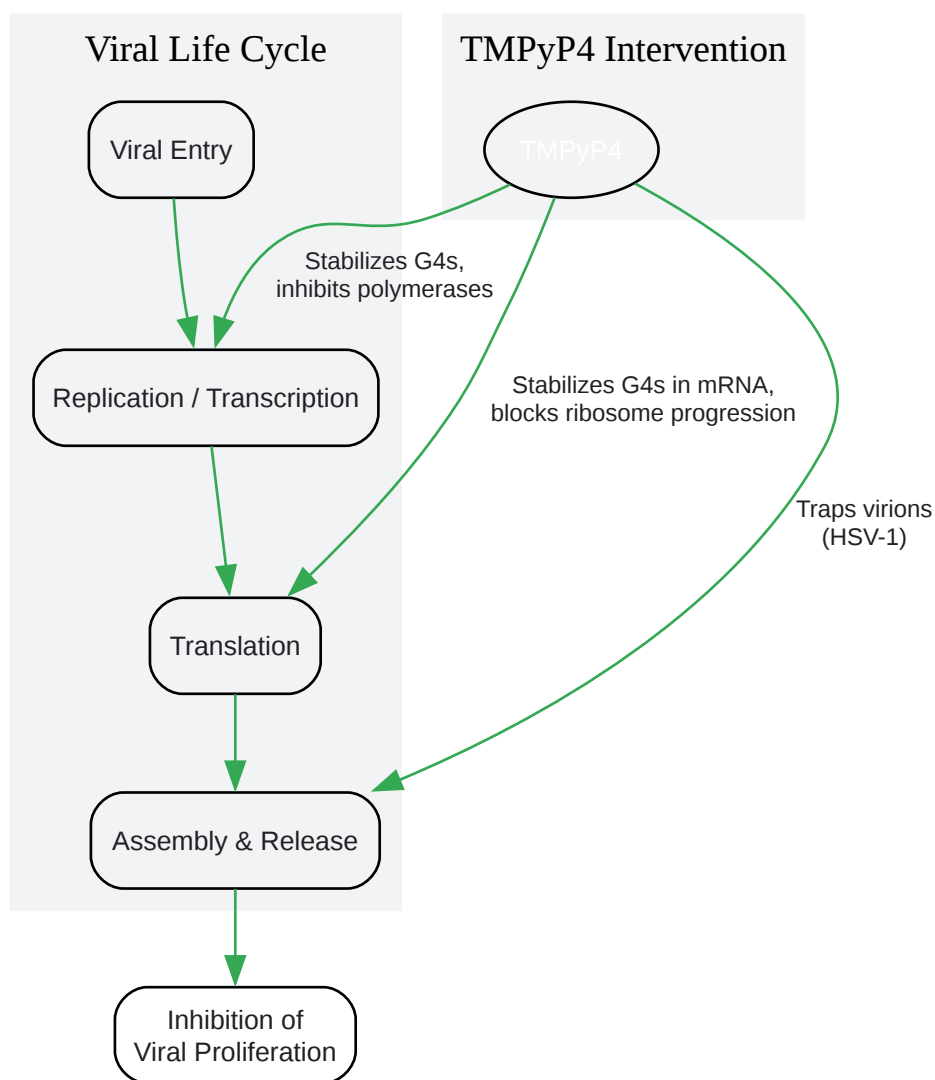 Viral Life Cycle
TMPyP4 Intervention
Viral Entry
TMPyP4
Stabilizes G4s,
inhibits polymerases
Replication / Transcription
Stabilizes G4s in mRNA,
blocks ribosome progression
Traps virions
(HSV-1)
Translation
Assembly & Release
Inhibition of
Viral Proliferation